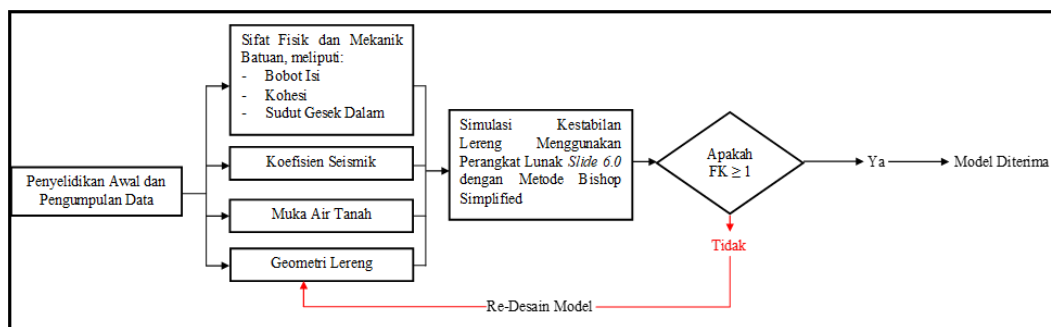 Penyelidikan Awal dan
Pengumpulan Data
Sifat Fisik dan Mekanik
Batuan, meliputi:
- Bobot Isi
- Kohesi
- Sudut Gesek Dalam
Koefisien Seismik
Muka Air Tanah
Geometri Lereng
Simulasi Kestabilan
Lereng Menggunakan
Perangkat Lunak Slide 6.0
dengan Metode Bishop
Simplified
Apakah
FK ≥ 1
Ya
Model Diterima
Tidak
Re-Desain Model